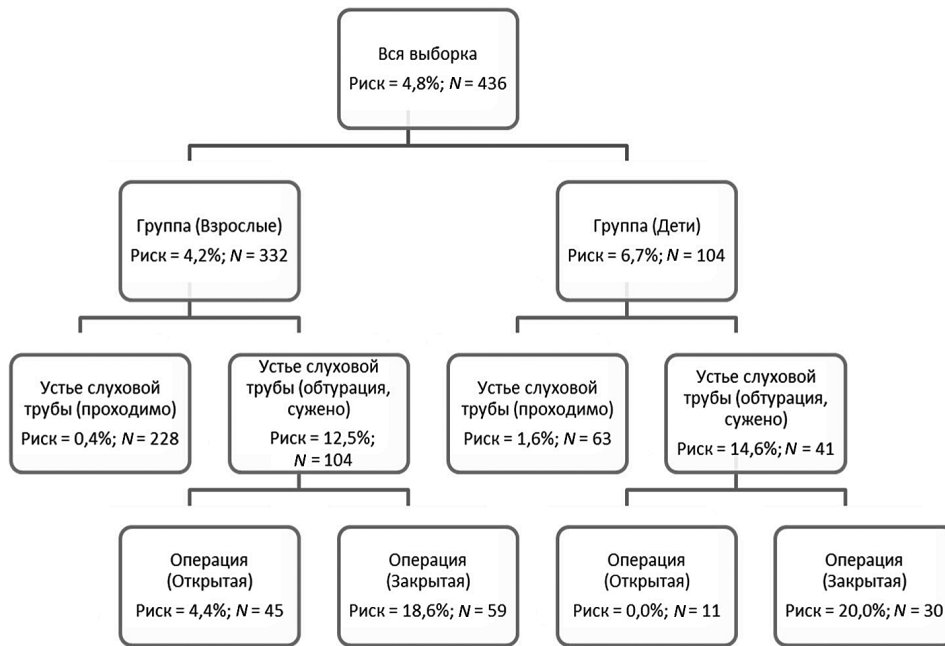 Вся выборка
Риск = 4,8%; N = 436
Группа (Взрослые)
Риск = 4,2%; N = 332
Группа (Дети)
Риск = 6,7%; N = 104
Устье слуховой
трубы (проходимо)
Риск = 0,4%; N = 228
Устье слуховой
трубы (обтурация,
сужено)
Риск = 12,5%;
N = 104
Устье слуховой
трубы (проходимо)
Риск = 1,6%; N = 63
Устье слуховой
трубы (обтурация,
сужено)
Риск = 14,6%; N = 41
Операция
(Открытая)
Риск = 4,4%; N = 45
Операция
(Закрытая)
Риск = 18,6%; N = 59
Операция
(Открытая)
Риск = 0,0%; N = 11
Операция
(Закрытая)
Риск = 20,0%; N = 30